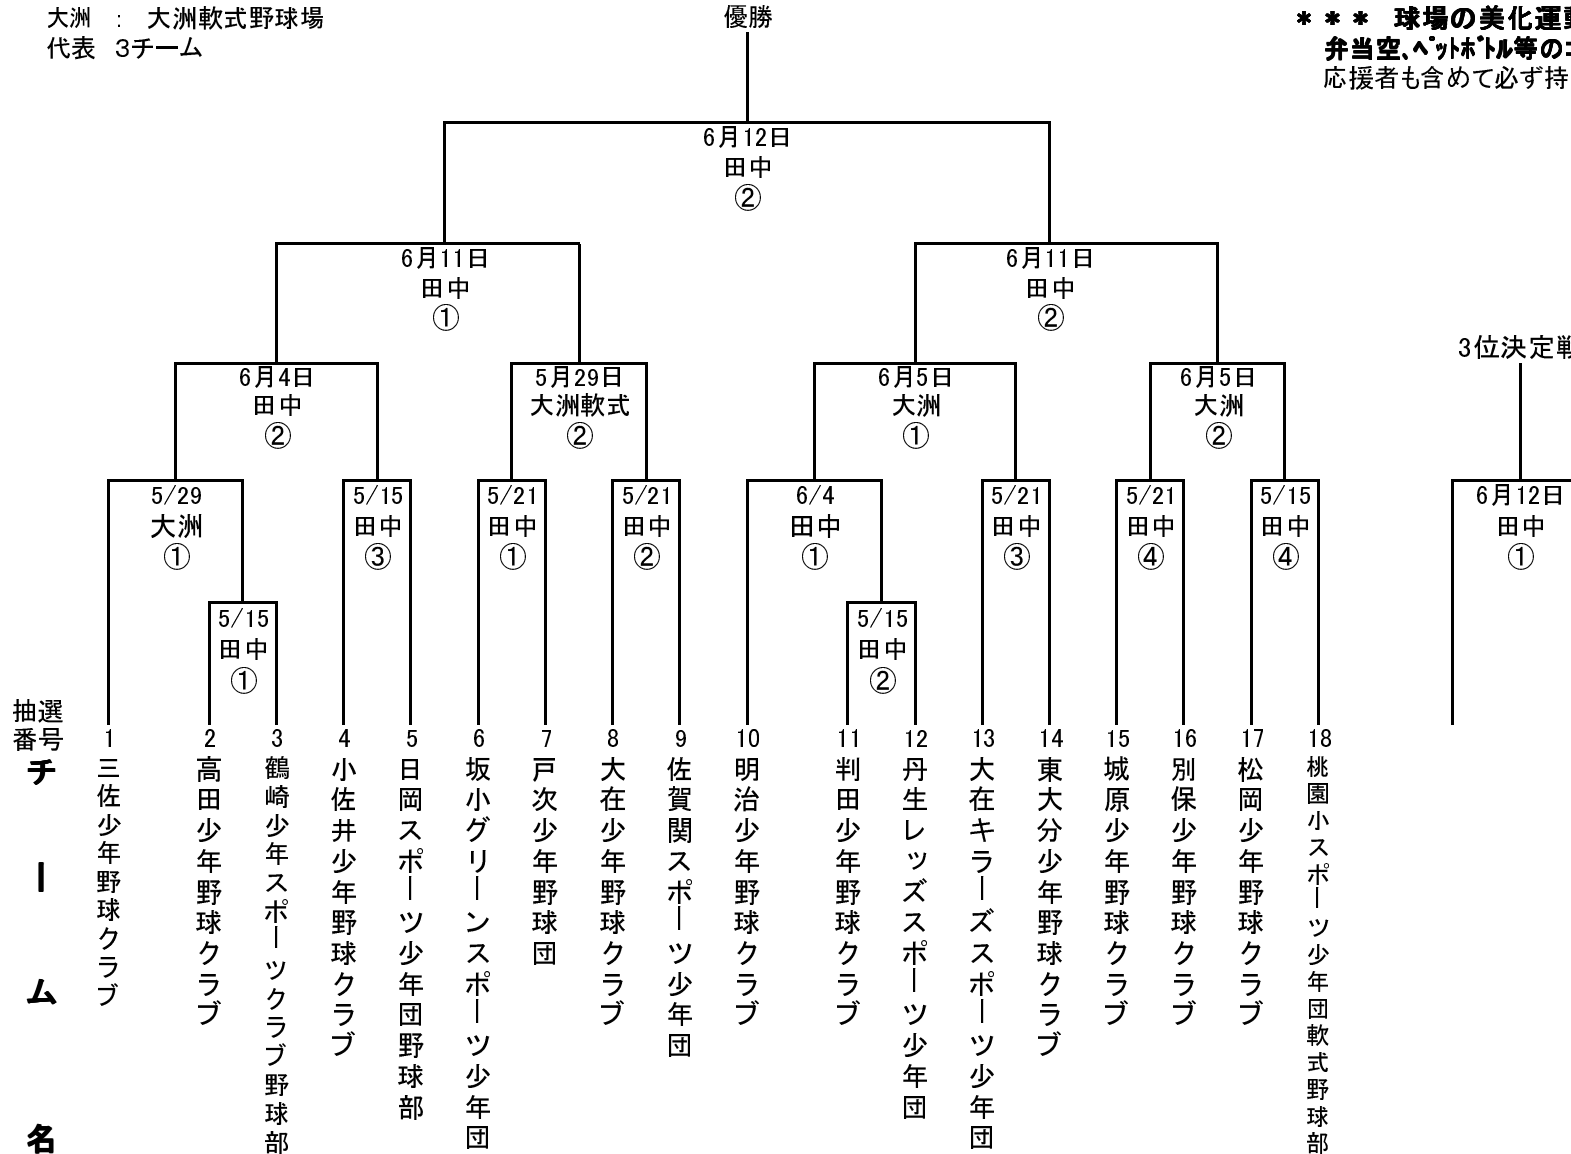 大洲 : 大洲軟式野球場
代表 3チーム
優勝
＊＊＊ 球場の美化運
弁当空、ペットボトル等の
応援者も含めて必ず持
6月12日
田中
②
6月11日
田中
①
6月11日
田中
②
3位決定戦
6月4日
田中
②
5月29日
大洲軟式
②
6月5日
大洲
①
6月5日
大洲
②
5/29
大洲
①
5/15
田中
③
5/21
田中
①
5/21
田中
②
6/4
田中
①
5/21
田中
③
5/21
田中
④
5/15
田中
④
6月12日
田中
①
5/15
田中
①
5/15
田中
②
抽選
番号
チーム名
1 三佐少年野球クラブ
2 高田少年野球クラブ
3 鶴崎少年スポーツクラブ野球部
4 小佐井少年野球クラブ
5 日岡スポーツ少年団野球部
6 坂小グリーンスポーツ少年団
7 戸次少年野球団
8 大在少年野球クラブ
9 佐賀関スポーツ少年団
10 明治少年野球クラブ
11 判田少年野球クラブ
12 丹生レッズスポーツ少年団
13 大在キラーズスポーツ少年団
14 東大分少年野球クラブ
15 城原少年野球クラブ
16 別保少年野球クラブ
17 松岡少年野球クラブ
18 桃園小スポーツ少年団軟式野球部